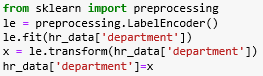 from sklearn import preprocessing
le = preprocessing.LabelEncoder()
le.fit(hr_data['department'])
x = le.transform(hr_data['department'])
hr_data['department']=x